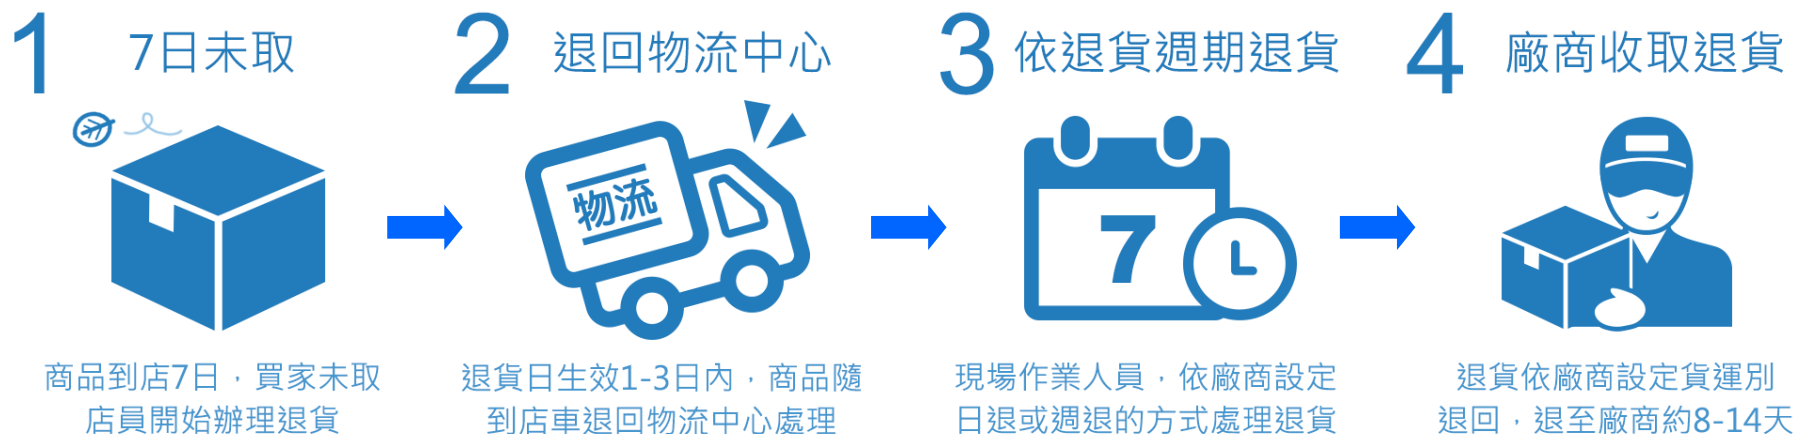 1 7日未取
2 退回物流中心
3 依退貨週期退貨
4 廠商收取退貨
物流
7
商品到店7日，買家未取
店員開始辦理退貨
退貨日生效1-3日內，商品隨
到店車退回物流中心處理
現場作業人員，依廠商設定
日退或週退的方式處理退貨
退貨依廠商設定貨運別
退回，退至廠商約8-14天